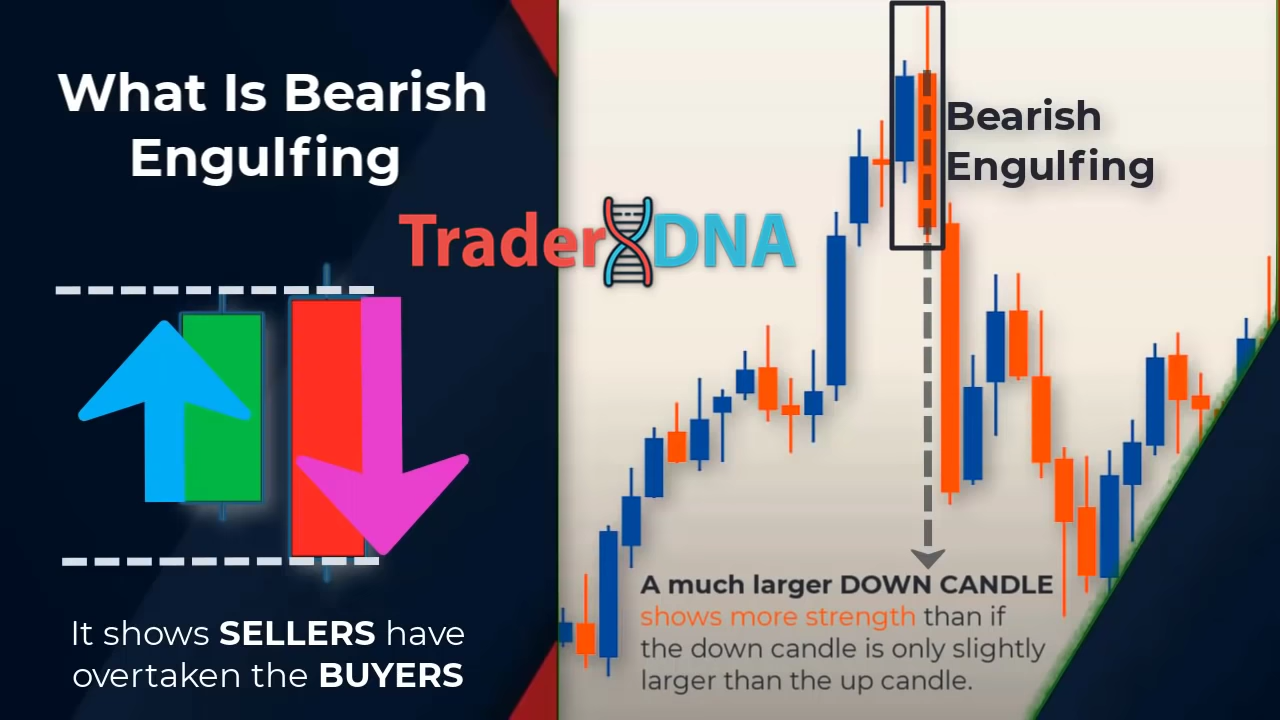 What Is Bearish
Engulfing
Bearish
Engulfing
TraderDNA
A much larger DOWN CANDLE
shows more strength than if
the down candle is only slightly
larger than the up candle.
It shows SELLERS have
overtaken the BUYERS